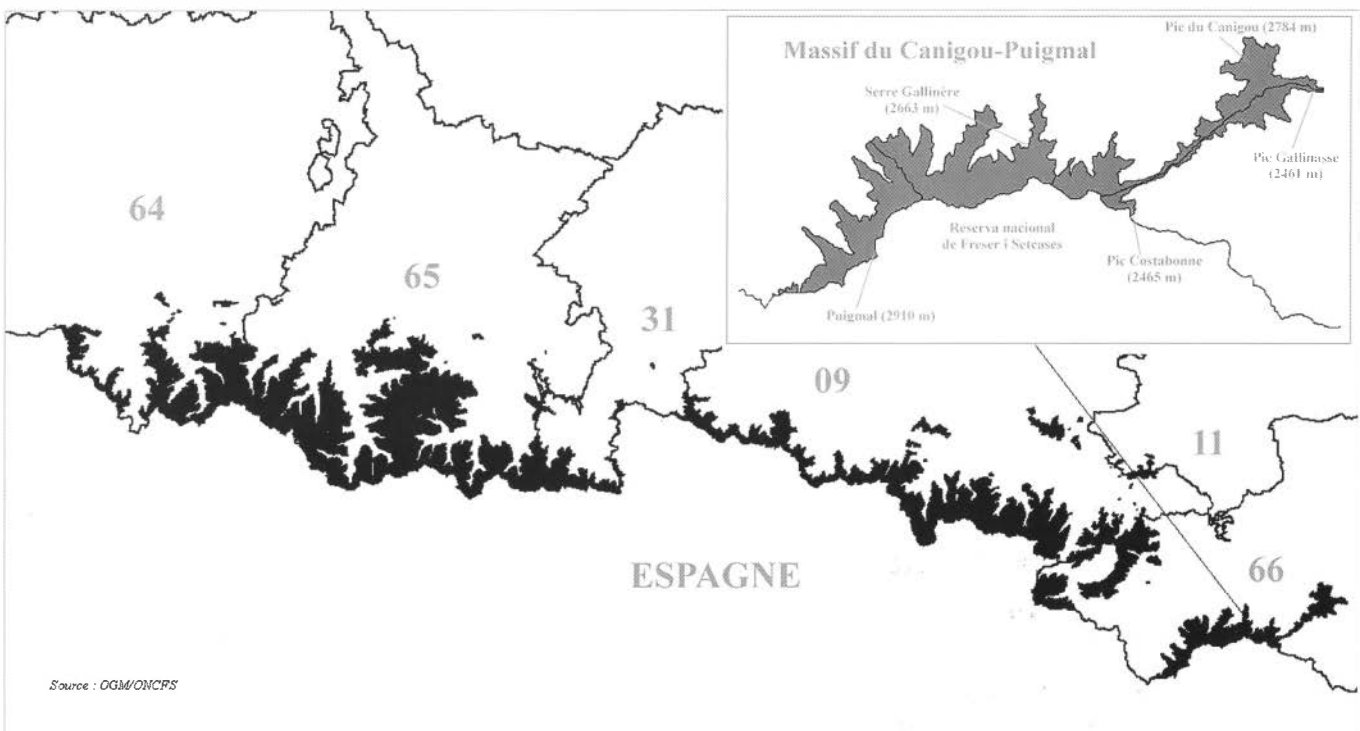 Pic du Canigou (2784 m)
Massif du Canigou-Puigmal
Serre Gallinère
(2663 m)
Pic Gallinasse
(2461 m)
64
Reserva nacional
de Freser i Setcases
Pic Costabonne
(2465 m)
65
Puigmal (2910 m)
31
09
11
ESPAGNE
66
Source : OGM/ONCFS